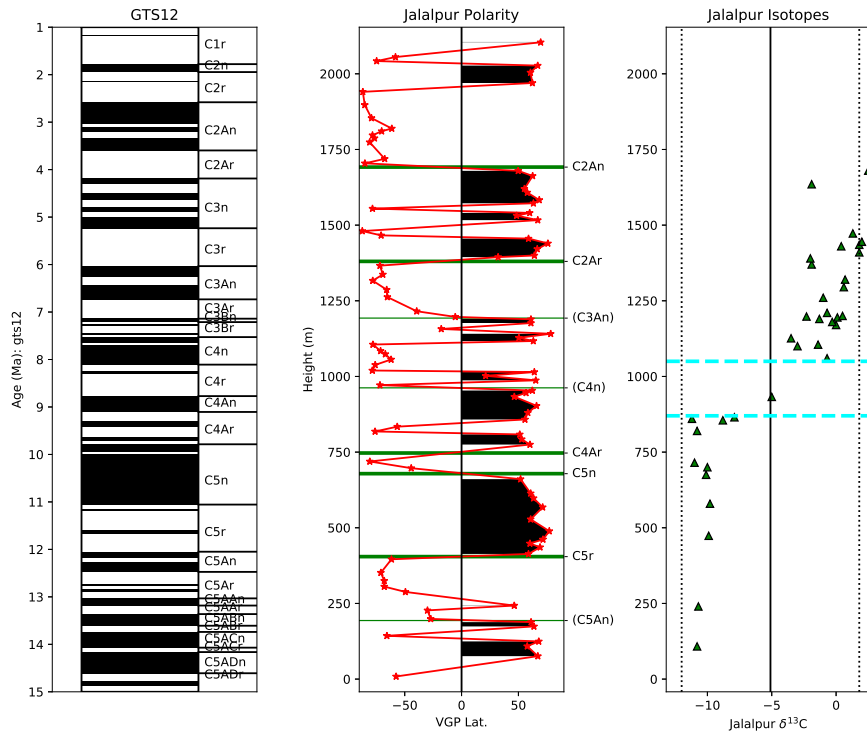 GTS12
Jalalpur Polarity
Jalalpur Isotopes
Age (Ma): gts12
1
2
3
4
5
6
7
8
9
10
11
12
13
14
15
C1r
C2n
C2r
C2An
C2Ar
C3n
C3r
C3An
C3Ar
C3Bn
C3Br
C4n
C4r
C4An
C4Ar
C5n
C5r
C5An
C5Ar
C5AAn
C5AAr
C5ABn
C5ABr
C5ACn
C5ACr
C5ADn
C5ADr
Height (m)
2000
1750
1500
1250
1000
750
500
250
0
C2An
C2Ar
(C3An)
(C4n)
C4Ar
C5n
C5r
(C5An)
−50
0
50
VGP Lat.
2000
1750
1500
1250
1000
750
500
250
0
−10
−5
0
Jalalpur δ¹³C